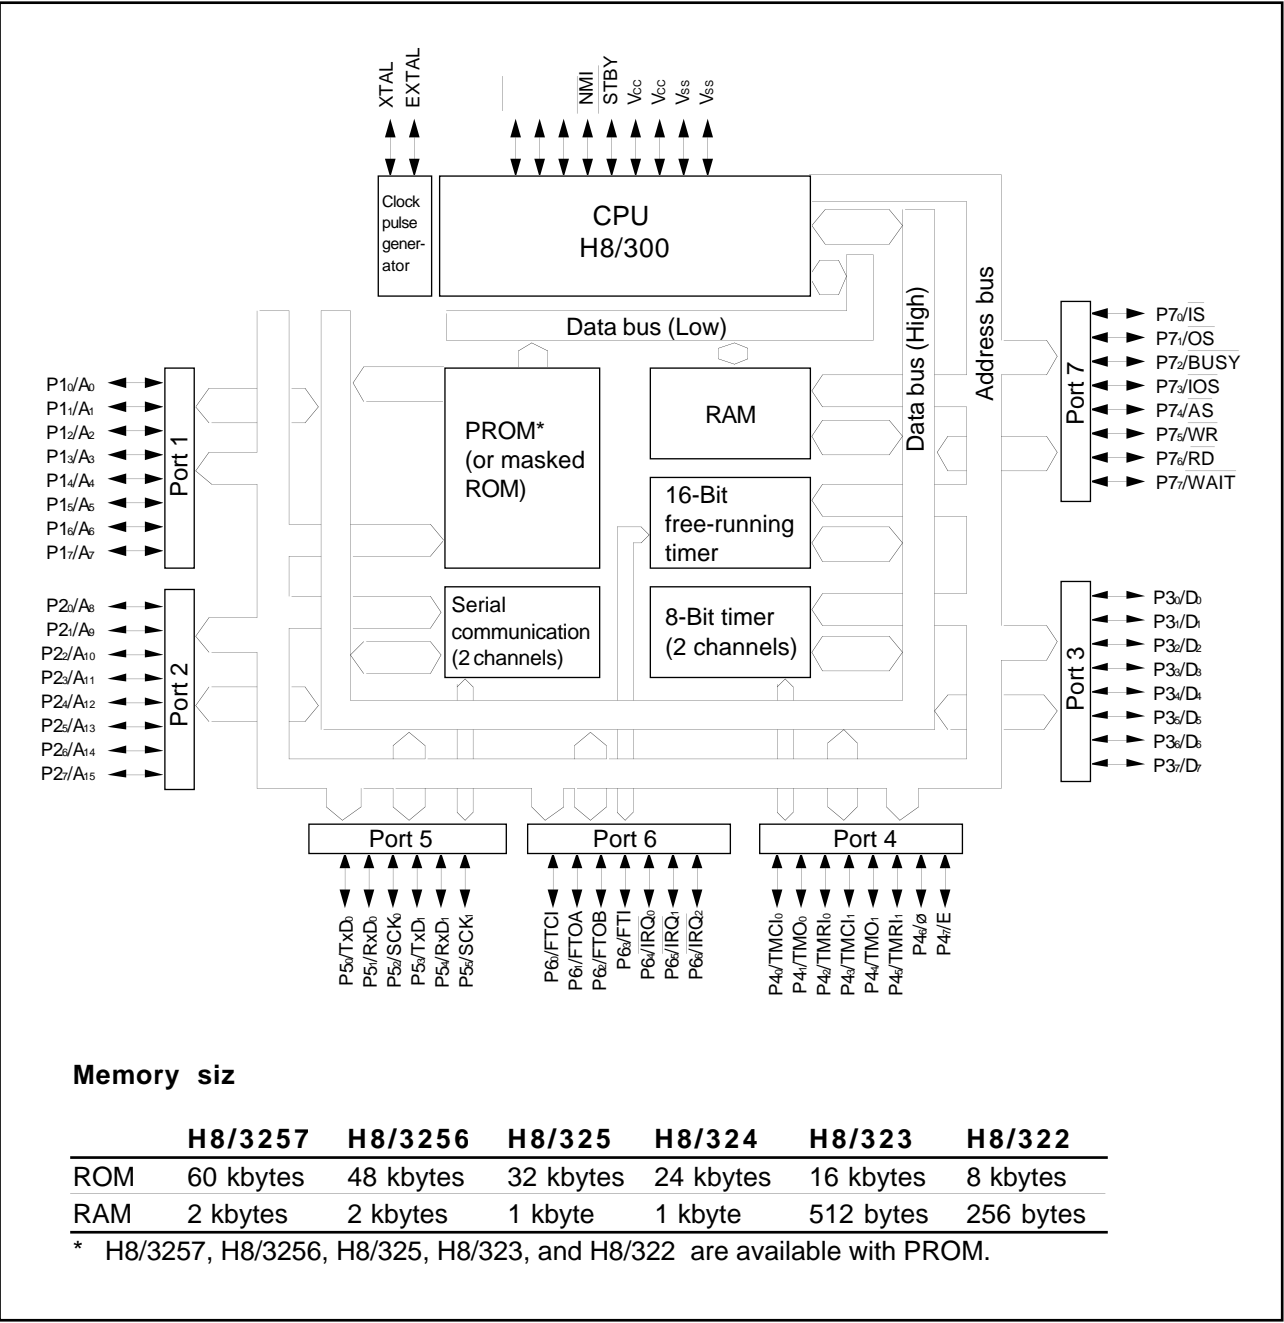 XTAL
EXTAL
NMI
STBY
Vcc
Vcc
Vss
Vss
Clock
pulse
gener-
ator
CPU
H8/300
Data bus (Low)
Data bus (High)
Address bus
PROM*
(or masked
ROM)
RAM
16-Bit
free-running
timer
Serial
communication
(2 channels)
8-Bit timer
(2 channels)
Port 1
P1₀/A₀
P1₁/A₁
P1₂/A₂
P1₃/A₃
P1₄/A₄
P1₅/A₅
P1₆/A₆
P1₇/A₇
Port 2
P2₀/A₈
P2₁/A₉
P2₂/A₁₀
P2₃/A₁₁
P2₄/A₁₂
P2₅/A₁₃
P2₆/A₁₄
P2₇/A₁₅
Port 7
P7₀/IS
P7₁/OS
P7₂/BUSY
P7₃/IOS
P7₄/AS
P7₅/WR
P7₆/RD
P7₇/WAIT
Port 3
P3₀/D₀
P3₁/D₁
P3₂/D₂
P3₃/D₃
P3₄/D₄
P3₅/D₅
P3₆/D₆
P3₇/D₇
Port 5
P5₀/TxD₀
P5₁/RxD₀
P5₂/SCK₀
P5₃/TxD₁
P5₄/RxD₁
P5₅/SCK₁
Port 6
P6₀/FTCI
P6₁/FTOA
P6₂/FTOB
P6₃/FTI
P6₄/IRQ₀
P6₅/IRQ₁
P6₆/IRQ₂
Port 4
P4₀/TMCI₀
P4₁/TMO₀
P4₂/TMRI₀
P4₃/TMCI₁
P4₄/TMO₁
P4₅/TMRI₁
P4₆/ø
P4₇/E
Memory siz
H8/3257 H8/3256 H8/325 H8/324 H8/323 H8/322
ROM 60 kbytes 48 kbytes 32 kbytes 24 kbytes 16 kbytes 8 kbytes
RAM 2 kbytes 2 kbytes 1 kbyte 1 kbyte 512 bytes 256 bytes
* H8/3257, H8/3256, H8/325, H8/323, and H8/322 are available with PROM.